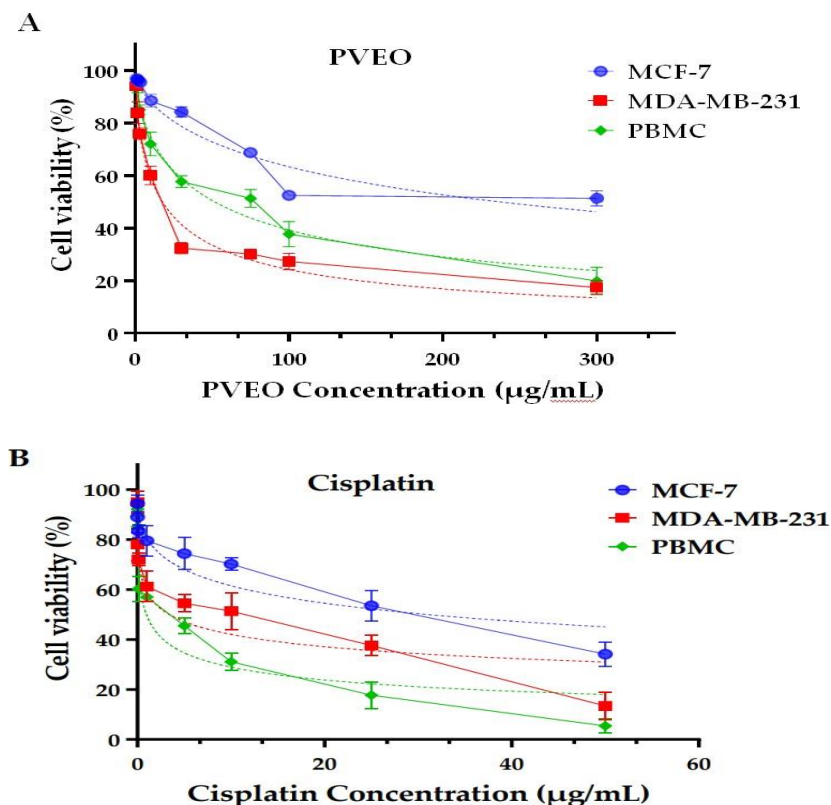 A
PVEO
MCF-7
MDA-MB-231
PBMC
100
80
60
40
20
0
Cell viability (%)
0
100
200
300
PVEO Concentration (µg/mL)
B
Cisplatin
MCF-7
MDA-MB-231
PBMC
100
80
60
40
20
0
Cell viability (%)
0
20
40
60
Cisplatin Concentration (µg/mL)